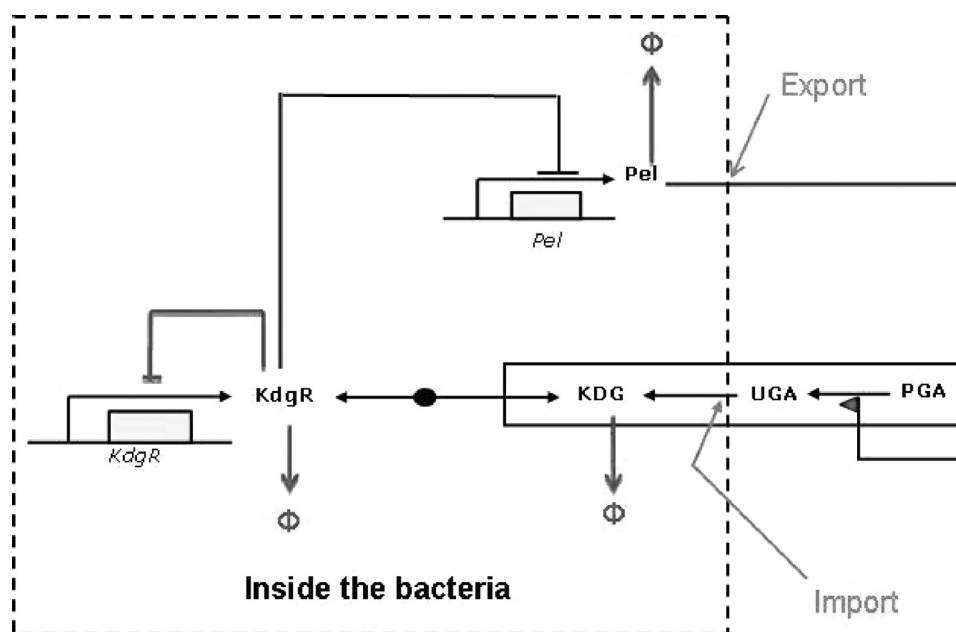 Φ
Export
Pel
Pel
KdgR
KDG
UGA
PGA
KdgR
Φ
Φ
Inside the bacteria
Import